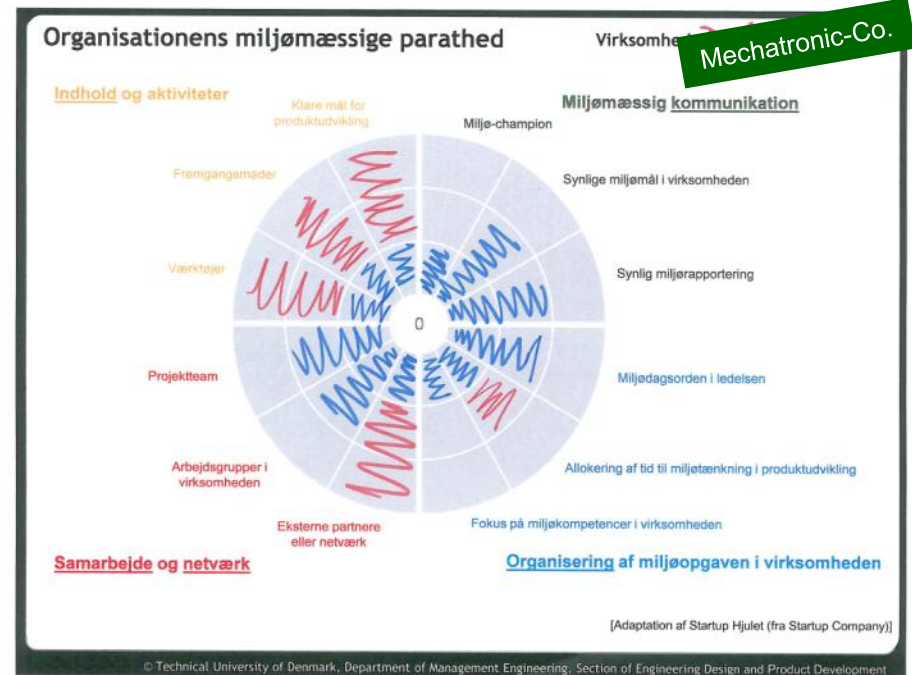 Organisationens miljømæssige parathed
Virksomhe
Mechatronic-Co.
Indhold og aktiviteter
Miljømæssig kommunikation
Klare mål for
produktudvikling
Miljø-champion
Fremgangsmåder
Synlige miljømål i virksomheden
Værktøjer
Synlig miljørapportering
0
Projektteam
Miljødagsorden i ledelsen
Arbejdsgrupper i
virksomheden
Allokering af tid til miljøtænkning i produktudvikling
Eksterne partnere
eller netværk
Fokus på miljøkompetencer i virksomheden
Samarbejde og netværk
Organisering af miljøopgaven i virksomheden
[Adaptation af Startup Hjulet (fra Startup Company)]
© Technical University of Denmark, Department of Management Engineering, Section of Engineering Design and Product Development